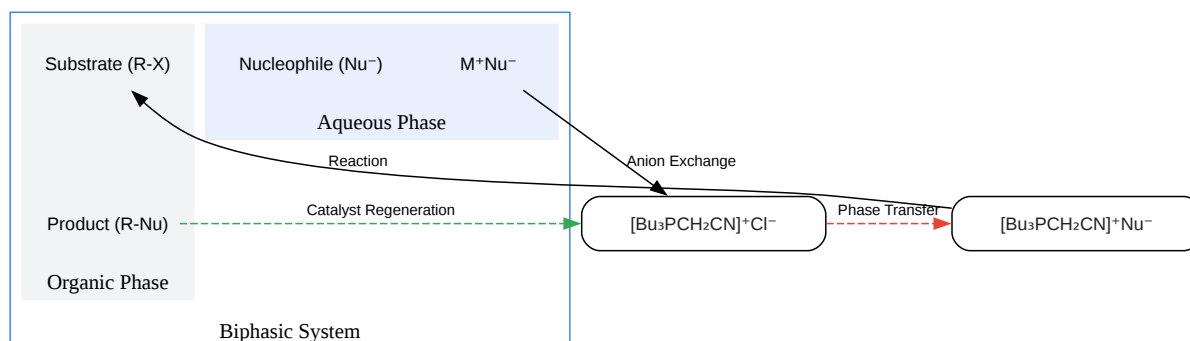 Substrate (R-X)
Nucleophile (Nu⁻)
M⁺Nu⁻
Aqueous Phase
Reaction
Anion Exchange
Product (R-Nu)
Catalyst Regeneration
[Bu₃PCH₂CN]⁺Cl⁻
Phase Transfer
[Bu₃PCH₂CN]⁺Nu⁻
Organic Phase
Biphasic System